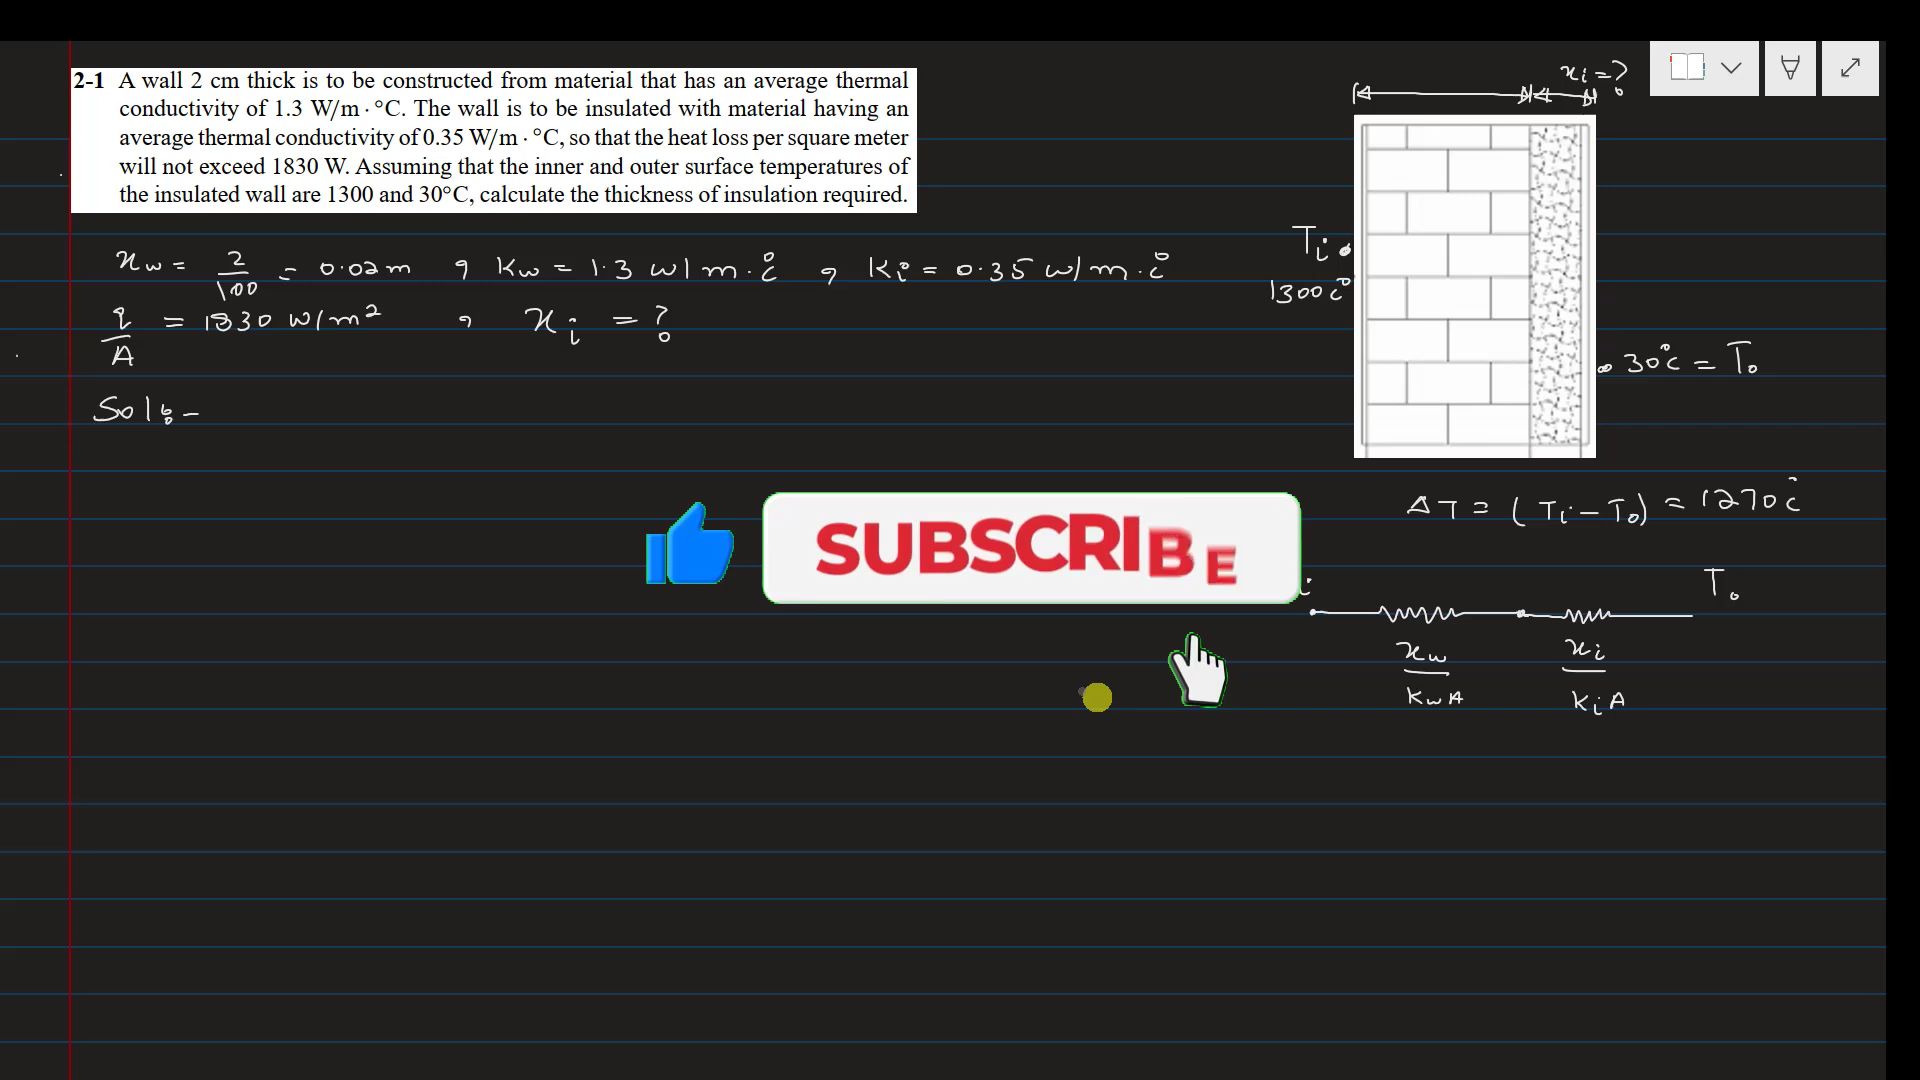 2-1 A wall 2 cm thick is to be constructed from material that has an average thermal
conductivity of 1.3 W/m · °C. The wall is to be insulated with material having an
average thermal conductivity of 0.35 W/m · °C, so that the heat loss per square meter
will not exceed 1830 W. Assuming that the inner and outer surface temperatures of
the insulated wall are 1300 and 30°C, calculate the thickness of insulation required.
xi = ?
xw = 2/100 = 0.02m , Kw = 1.3 w/m.°c , Ki = 0.35 w/m.°c
q/A = 1830 w/m² , xi = ?
Ti
1300c°
30°c = To
Sol:-
ΔT = (Ti - To) = 1270°c
SUBSCRIBE
i
To
xw/KwA
xi/KiA